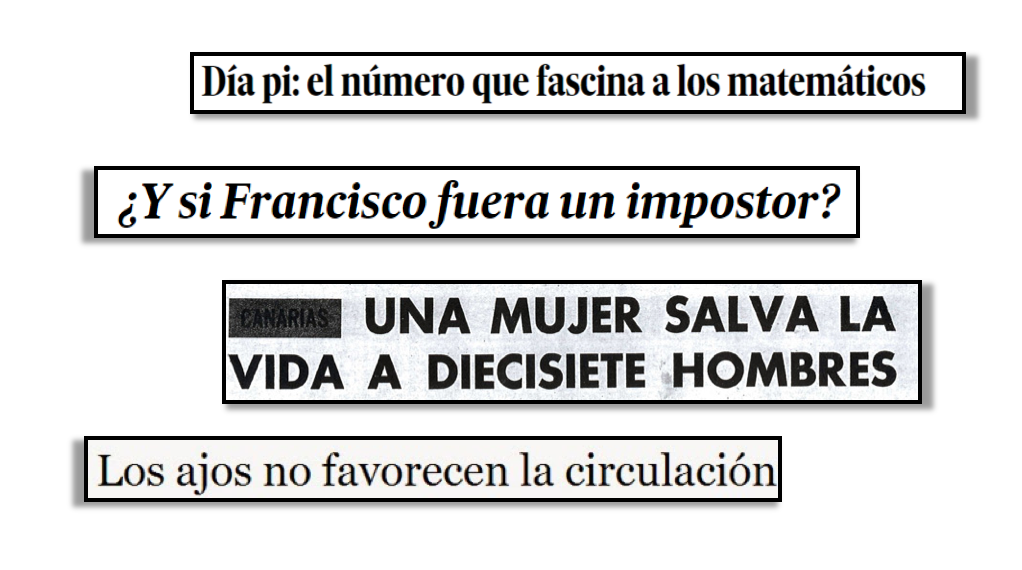 Día pi: el número que fascina a los matemáticos
¿Y si Francisco fuera un impostor?
CANARIAS UNA MUJER SALVA LA
VIDA A DIECISIETE HOMBRES
Los ajos no favorecen la circulación